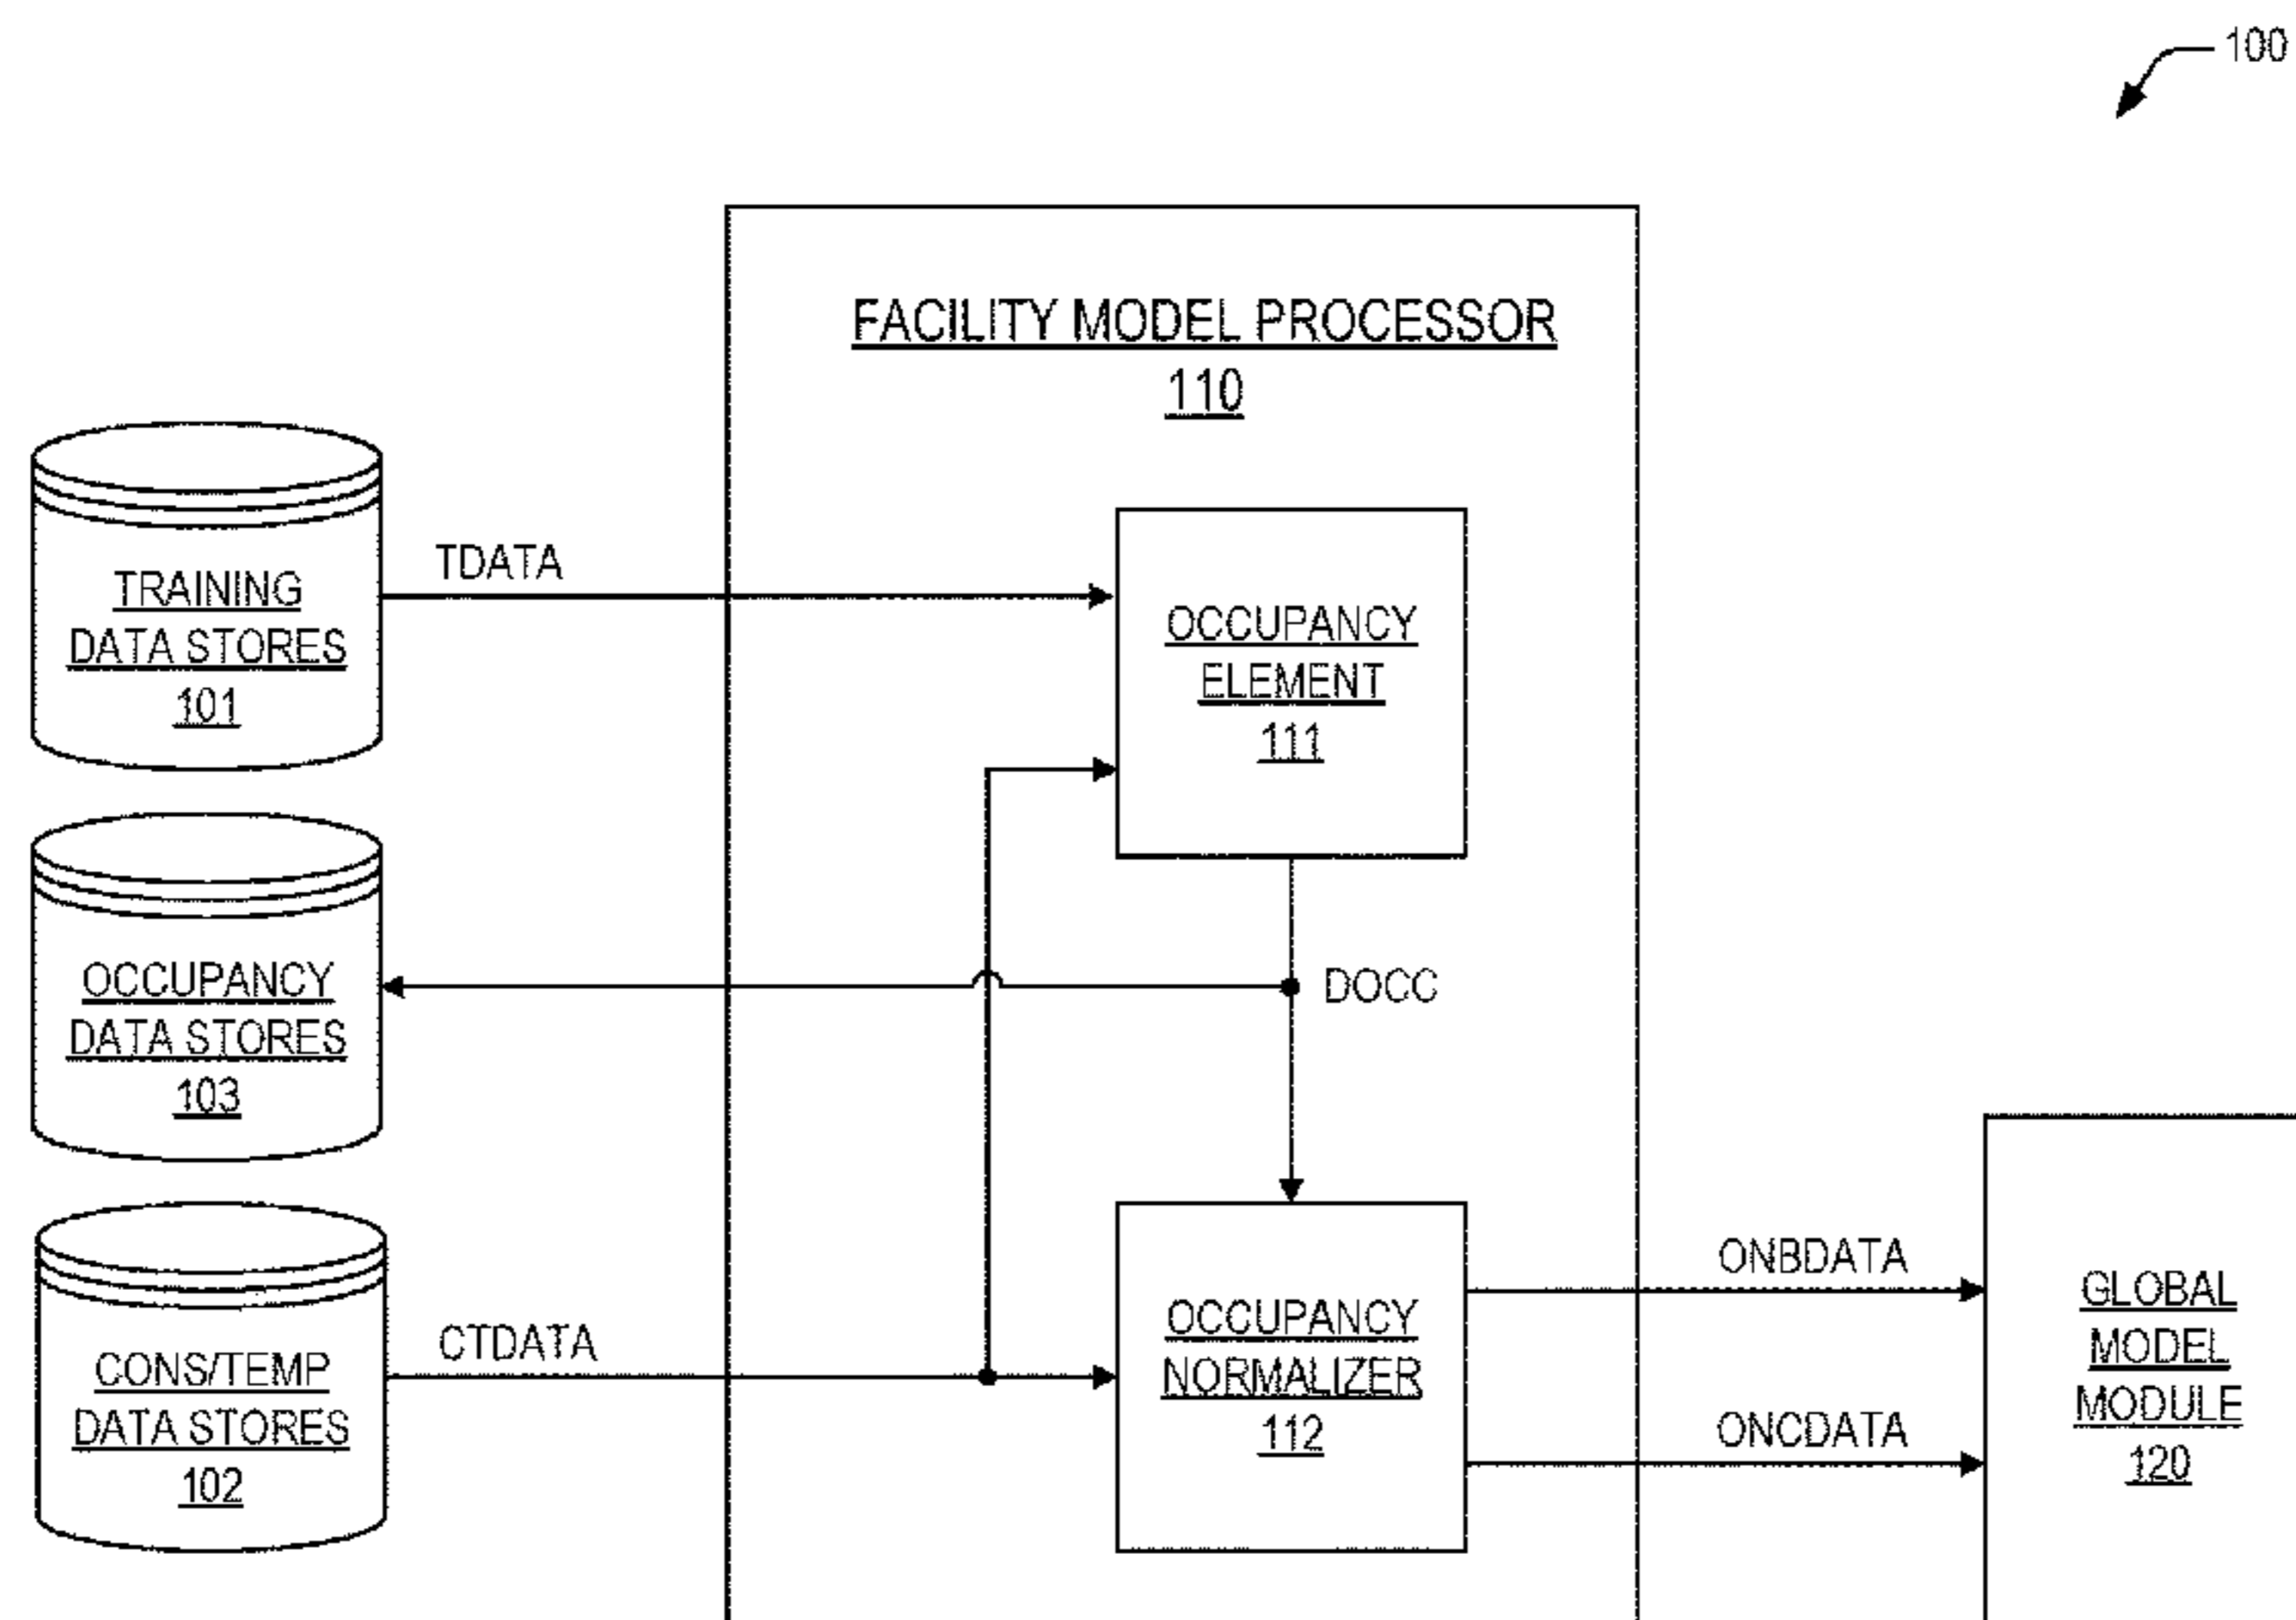 100
FACILITY MODEL PROCESSOR
110
TRAINING
DATA STORES
101
TDATA
OCCUPANCY
ELEMENT
111
OCCUPANCY
DATA STORES
103
DOCC
CONS/TEMP
DATA STORES
102
CTDATA
OCCUPANCY
NORMALIZER
112
ONBDATA
ONCDATA
GLOBAL
MODEL
MODULE
120